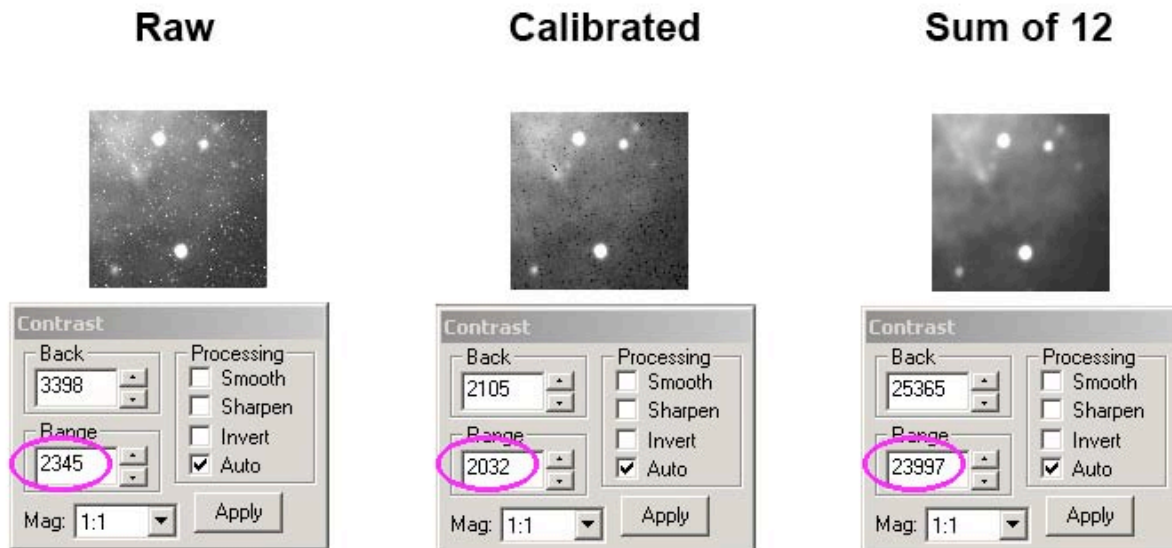 Raw
Calibrated
Sum of 12
Contrast
Back
3398
Range
2345
Processing
Smooth
Sharpen
Invert
Auto
Mag: 1:1
Apply
Contrast
Back
2105
Range
2032
Processing
Smooth
Sharpen
Invert
Auto
Mag: 1:1
Apply
Contrast
Back
25365
Range
23997
Processing
Smooth
Sharpen
Invert
Auto
Mag: 1:1
Apply